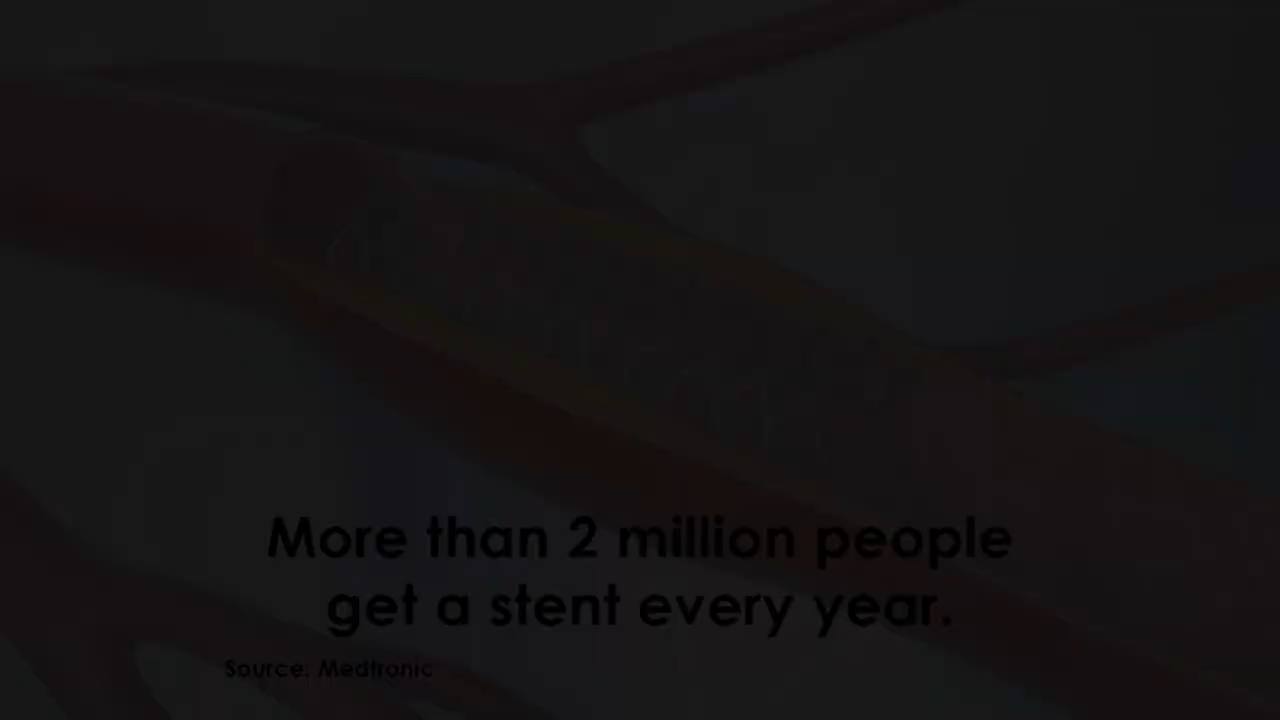 More than 2 million people
get a stent every year.
Source: Medtronic